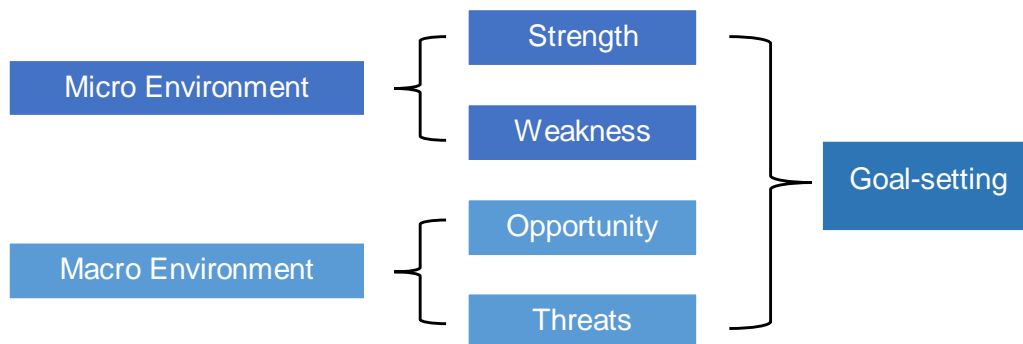 Micro Environment
Strength
Weakness
Macro Environment
Opportunity
Threats
Goal-setting